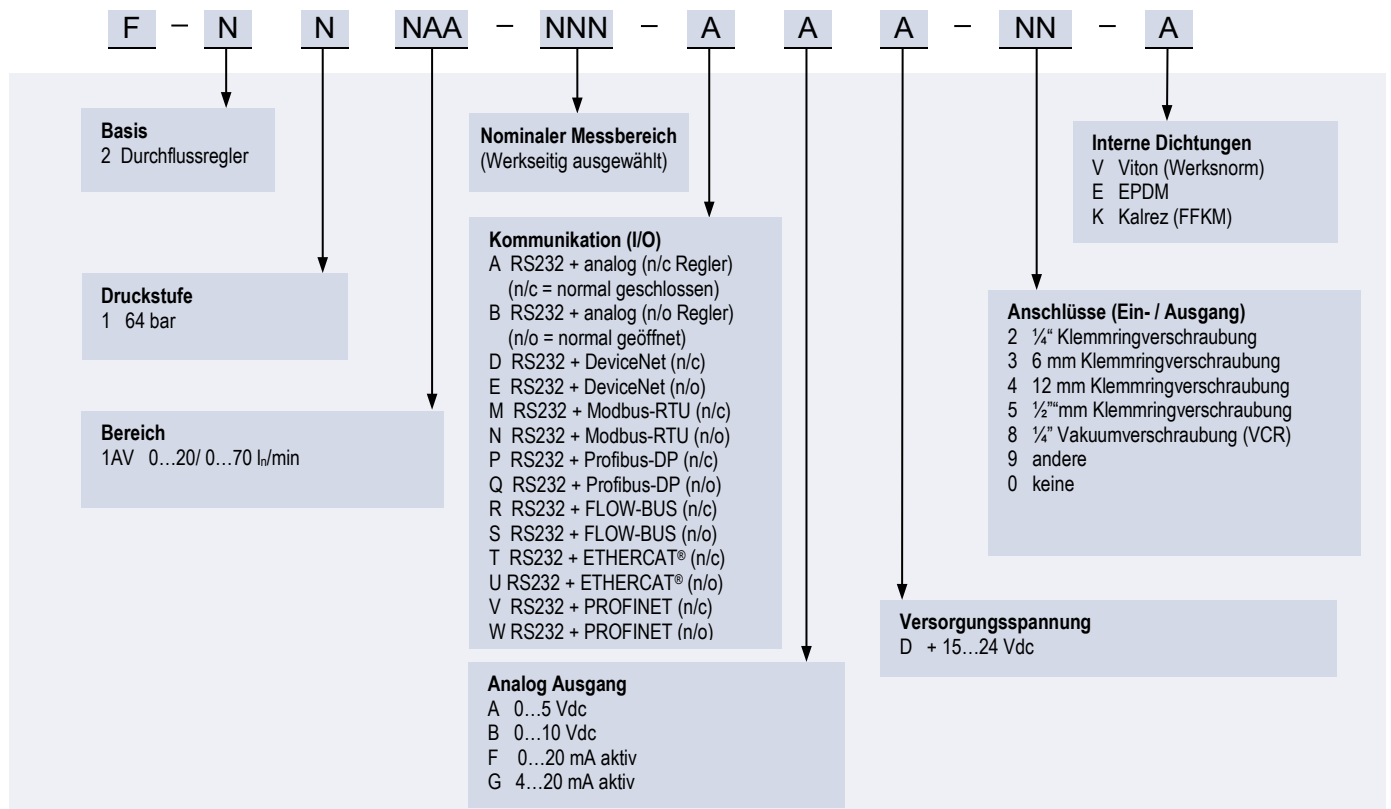 F – N N NAA – NNN – A A A – NN – A
Basis
2 Durchflussregler
Druckstufe
1 64 bar
Bereich
1AV 0…20/ 0…70 lₙ/min
Nominaler Messbereich
(Werkseitig ausgewählt)
Kommunikation (I/O)
A RS232 + analog (n/c Regler)
(n/c = normal geschlossen)
B RS232 + analog (n/o Regler)
(n/o = normal geöffnet)
D RS232 + DeviceNet (n/c)
E RS232 + DeviceNet (n/o)
M RS232 + Modbus-RTU (n/c)
N RS232 + Modbus-RTU (n/o)
P RS232 + Profibus-DP (n/c)
Q RS232 + Profibus-DP (n/o)
R RS232 + FLOW-BUS (n/c)
S RS232 + FLOW-BUS (n/o)
T RS232 + ETHERCAT® (n/c)
U RS232 + ETHERCAT® (n/o)
V RS232 + PROFINET (n/c)
W RS232 + PROFINET (n/o)
Analog Ausgang
A 0…5 Vdc
B 0…10 Vdc
F 0…20 mA aktiv
G 4…20 mA aktiv
Versorgungsspannung
D + 15…24 Vdc
Anschlüsse (Ein- / Ausgang)
2 ¼“ Klemmringverschraubung
3 6 mm Klemmringverschraubung
4 12 mm Klemmringverschraubung
5 ½”“mm Klemmringverschraubung
8 ¼” Vakuumverschraubung (VCR)
9 andere
0 keine
Interne Dichtungen
V Viton (Werksnorm)
E EPDM
K Kalrez (FFKM)